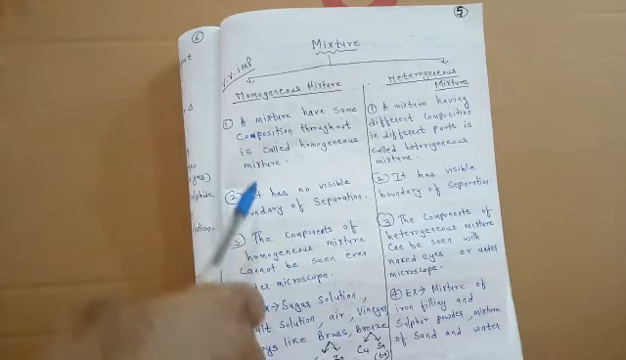 6
5
Mixture
V.V.imp
Homogeneous Mixture
① A mixture have same
composition throughout
is called homogeneous
mixture.
② It has no visible
boundary of separation.
③ The components of
homogeneous mixture
cannot be seen even
microscope.
Sugar solution,
solution, air, vinegar
like Brass, Bronze
Cu Sn
Heterogeneous
Mixture
① A mixture having
different composition
in different parts is
called heterogeneous
mixture.
② It has visible
boundary of separation.
③ The components of
heterogeneous mixture
can be seen with
naked eyes or under
microscope.
④ Ex→ Mixture of
iron filling and
Sulphur powder, mixture
of sand and water